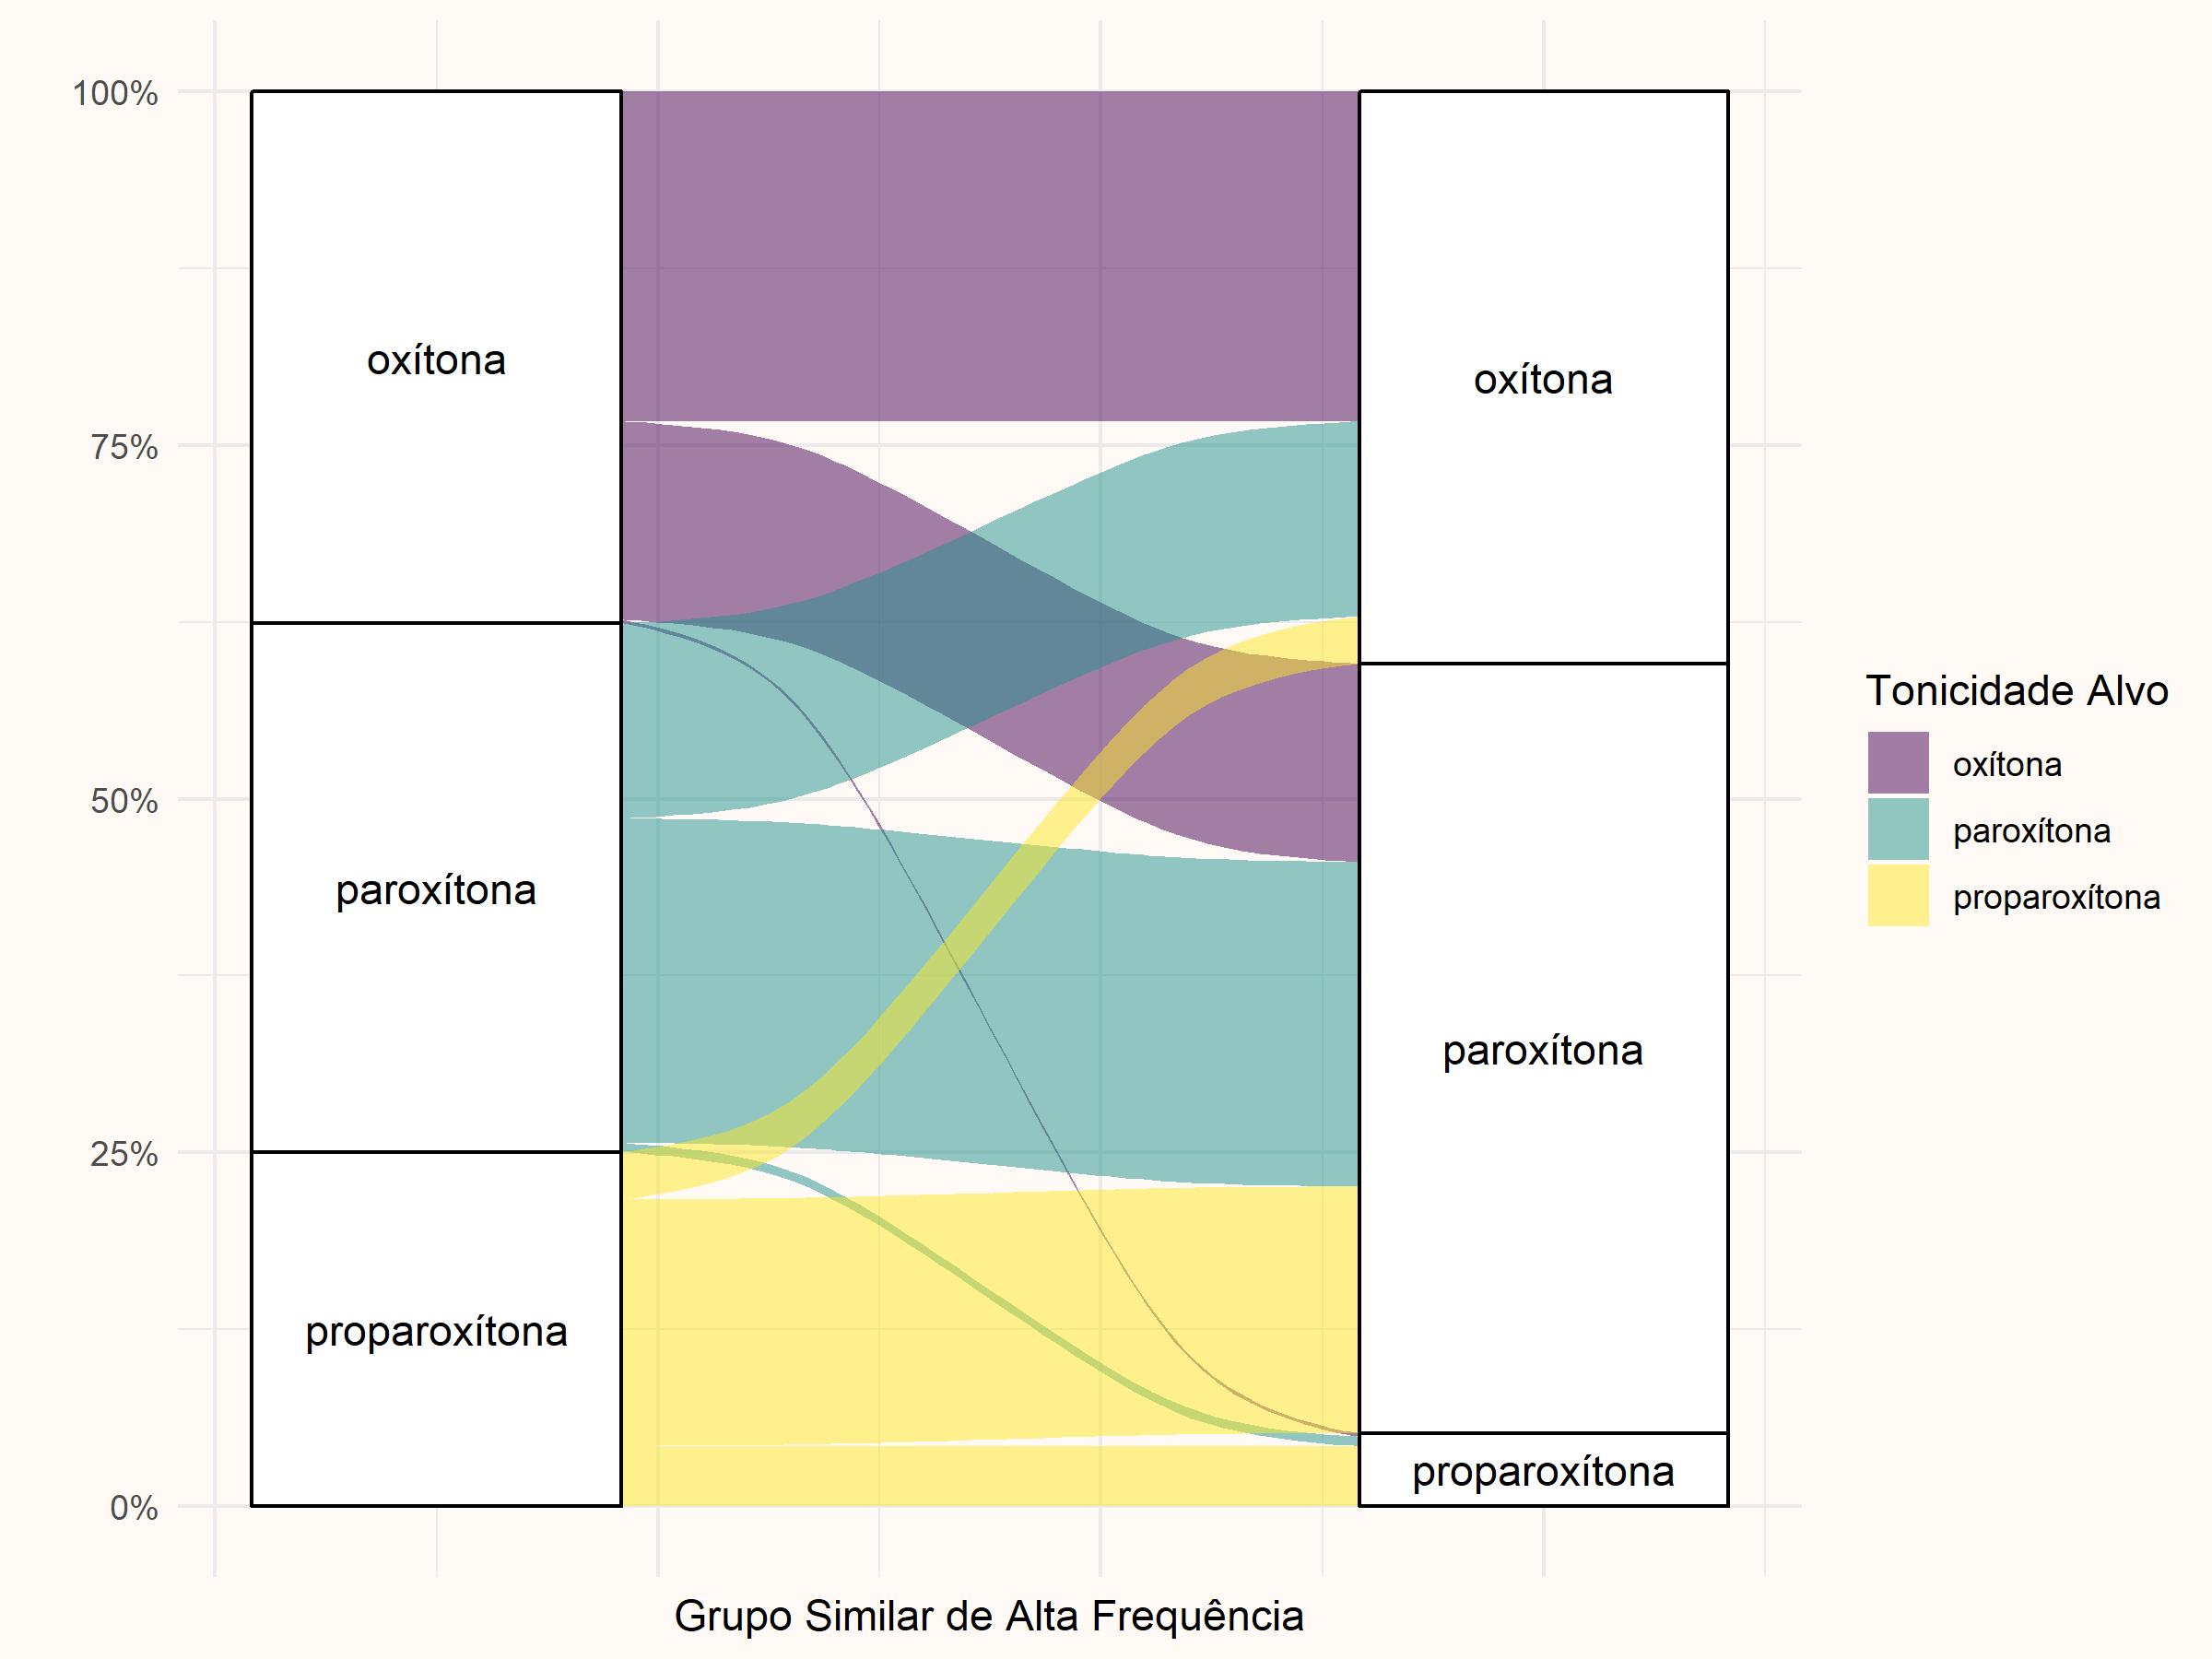 100%
75%
50%
25%
0%
oxítona
paroxítona
proparoxítona
oxítona
paroxítona
proparoxítona
Grupo Similar de Alta Frequência
Tonicidade Alvo
oxítona
paroxítona
proparoxítona